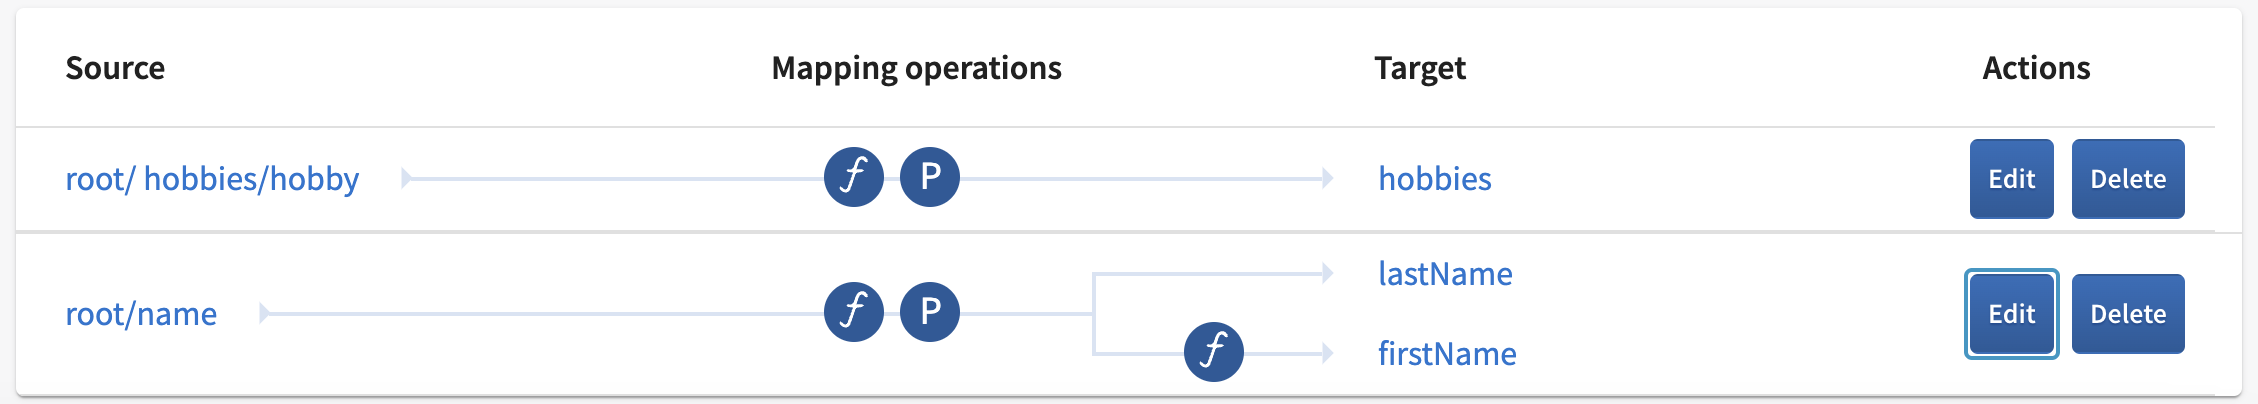 Source Mapping operations Target Actions
root/ hobbies/hobby f P hobbies Edit Delete
lastName
root/name f P Edit Delete
f firstName